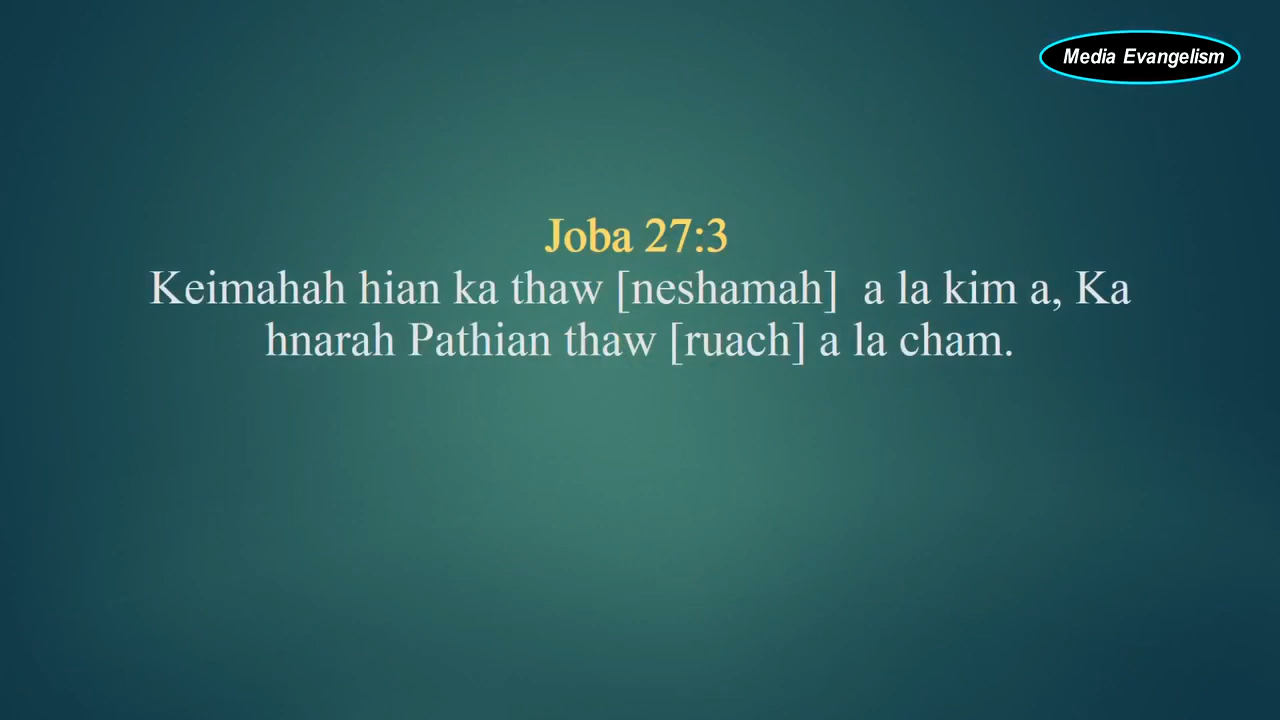 Media Evangelism
Joba 27:3
Keimahah hian ka thaw [neshamah]  a la kim a, Ka
hnarah Pathian thaw [ruach] a la cham.